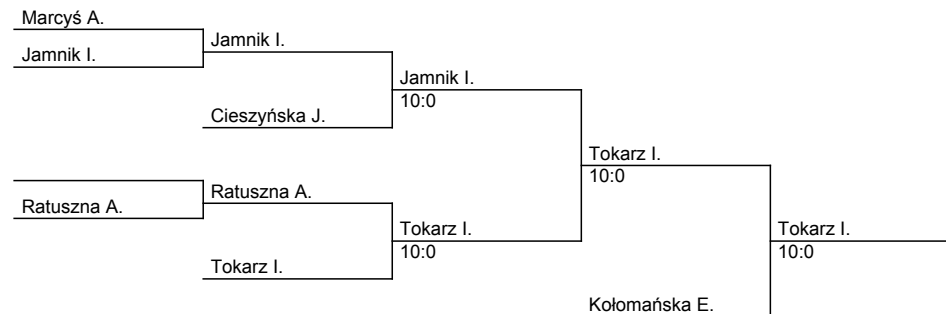 Marcyś A.
Jamnik I.
Jamnik I.
Jamnik I.
10:0
Cieszyńska J.
Tokarz I.
10:0
Ratuszna A.
Ratuszna A.
Tokarz I.
10:0
Tokarz I.
10:0
Tokarz I.
Kołomańska E.